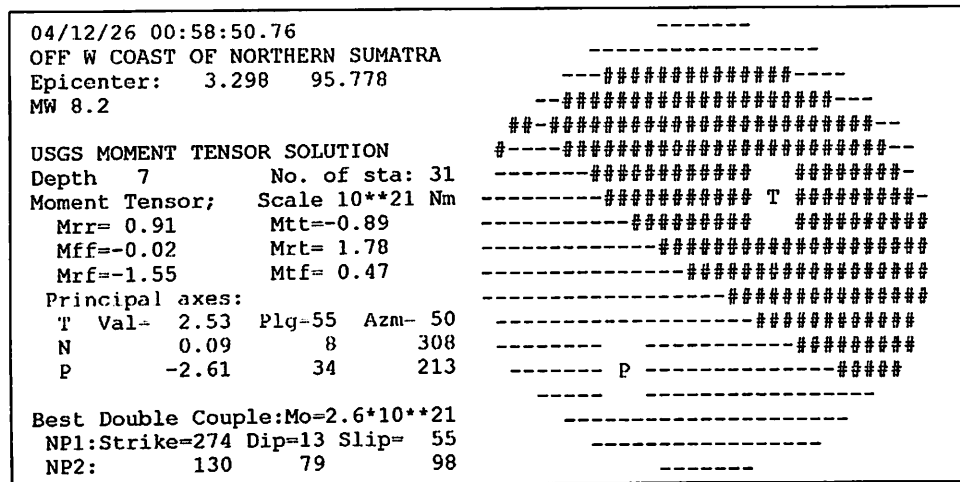 04/12/26 00:58:50.76
OFF W COAST OF NORTHERN SUMATRA
Epicenter: 3.298 95.778
MW 8.2
USGS MOMENT TENSOR SOLUTION
Depth 7 No. of sta: 31
Moment Tensor; Scale 10**21 Nm
Mrr= 0.91 Mtt=-0.89
Mff=-0.02 Mrt= 1.78
Mrf=-1.55 Mtf= 0.47
Principal axes:
T Val= 2.53 Plg=55 Azm= 50
N 0.09 8 308
P -2.61 34 213
Best Double Couple:Mo=2.6*10**21
NP1:Strike=274 Dip=13 Slip= 55
NP2: 130 79 98
-------
-----------------
---##############----
--####################---
##-########################--
#----########################--
-------############ ########-
---------########### T ########-
-----------######### ##########
-------------####################
---------------##################
------------------###############
--------------------############
-------- -----------#########
------- P --------------#####
----- -----------------
---------------------
-----------------
-------